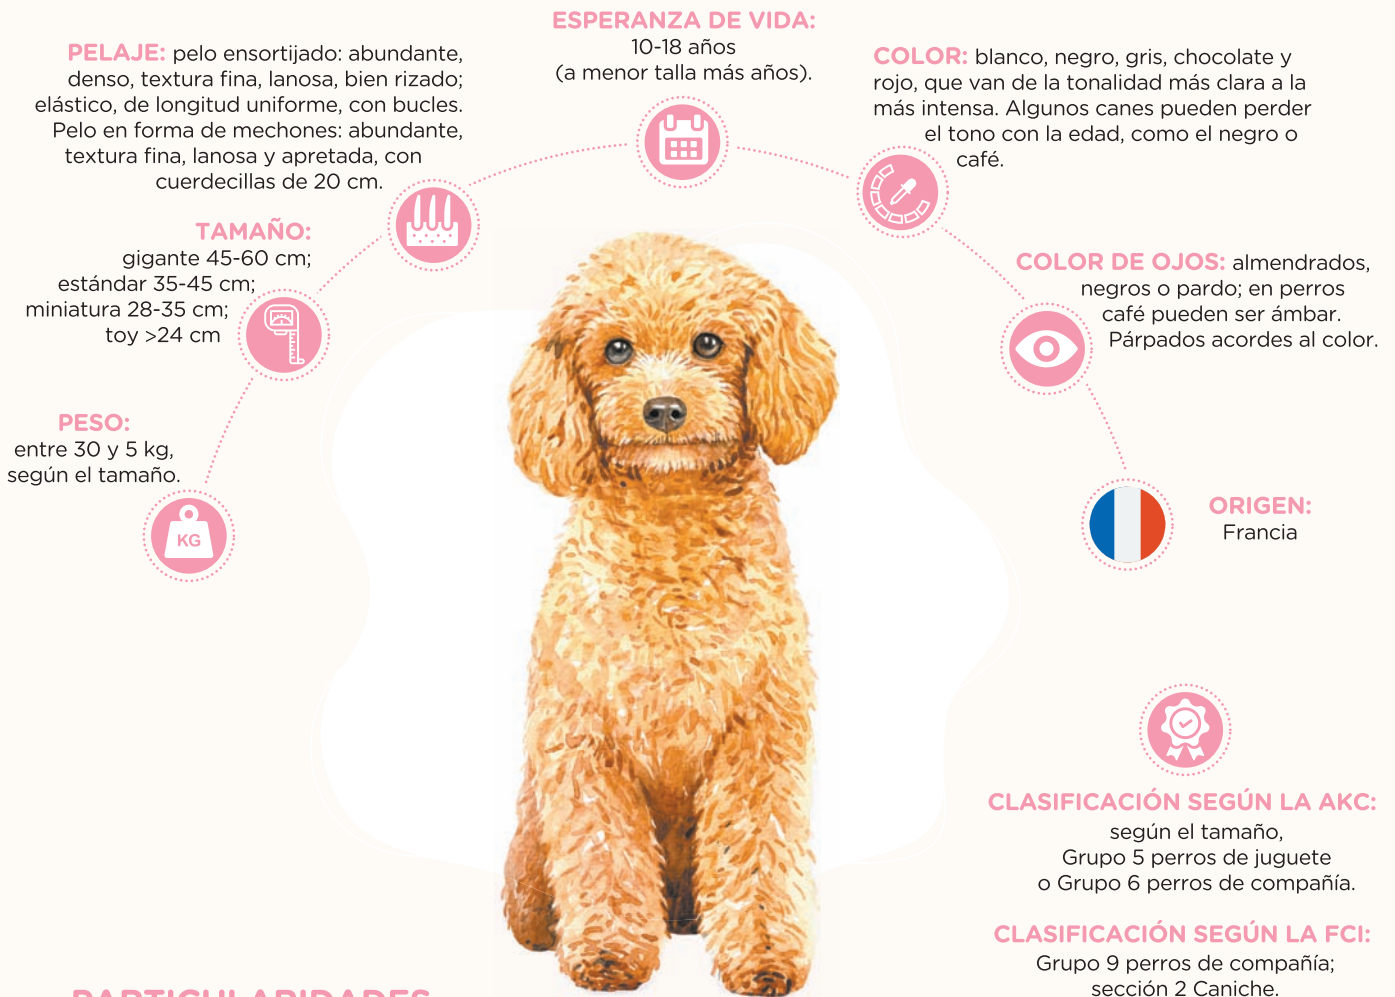 ESPERANZA DE VIDA:
10-18 años
(a menor talla más años).
PELAJE: pelo ensortijado: abundante,
denso, textura fina, lanosa, bien rizado;
elástico, de longitud uniforme, con bucles.
Pelo en forma de mechones: abundante,
textura fina, lanosa y apretada, con
cuerdecillas de 20 cm.
COLOR: blanco, negro, gris, chocolate y
rojo, que van de la tonalidad más clara a la
más intensa. Algunos canes pueden perder
el tono con la edad, como el negro o
café.
TAMAÑO:
gigante 45-60 cm;
estándar 35-45 cm;
miniatura 28-35 cm;
toy >24 cm
COLOR DE OJOS: almendrados,
negros o pardo; en perros
café pueden ser ámbar.
Párpados acordes al color.
PESO:
entre 30 y 5 kg,
según el tamaño.
KG
ORIGEN:
Francia
CLASIFICACIÓN SEGÚN LA AKC:
según el tamaño,
Grupo 5 perros de juguete
o Grupo 6 perros de compañía.
CLASIFICACIÓN SEGÚN LA FCI:
Grupo 9 perros de compañía;
sección 2 Caniche.
PARTICULARIDADES